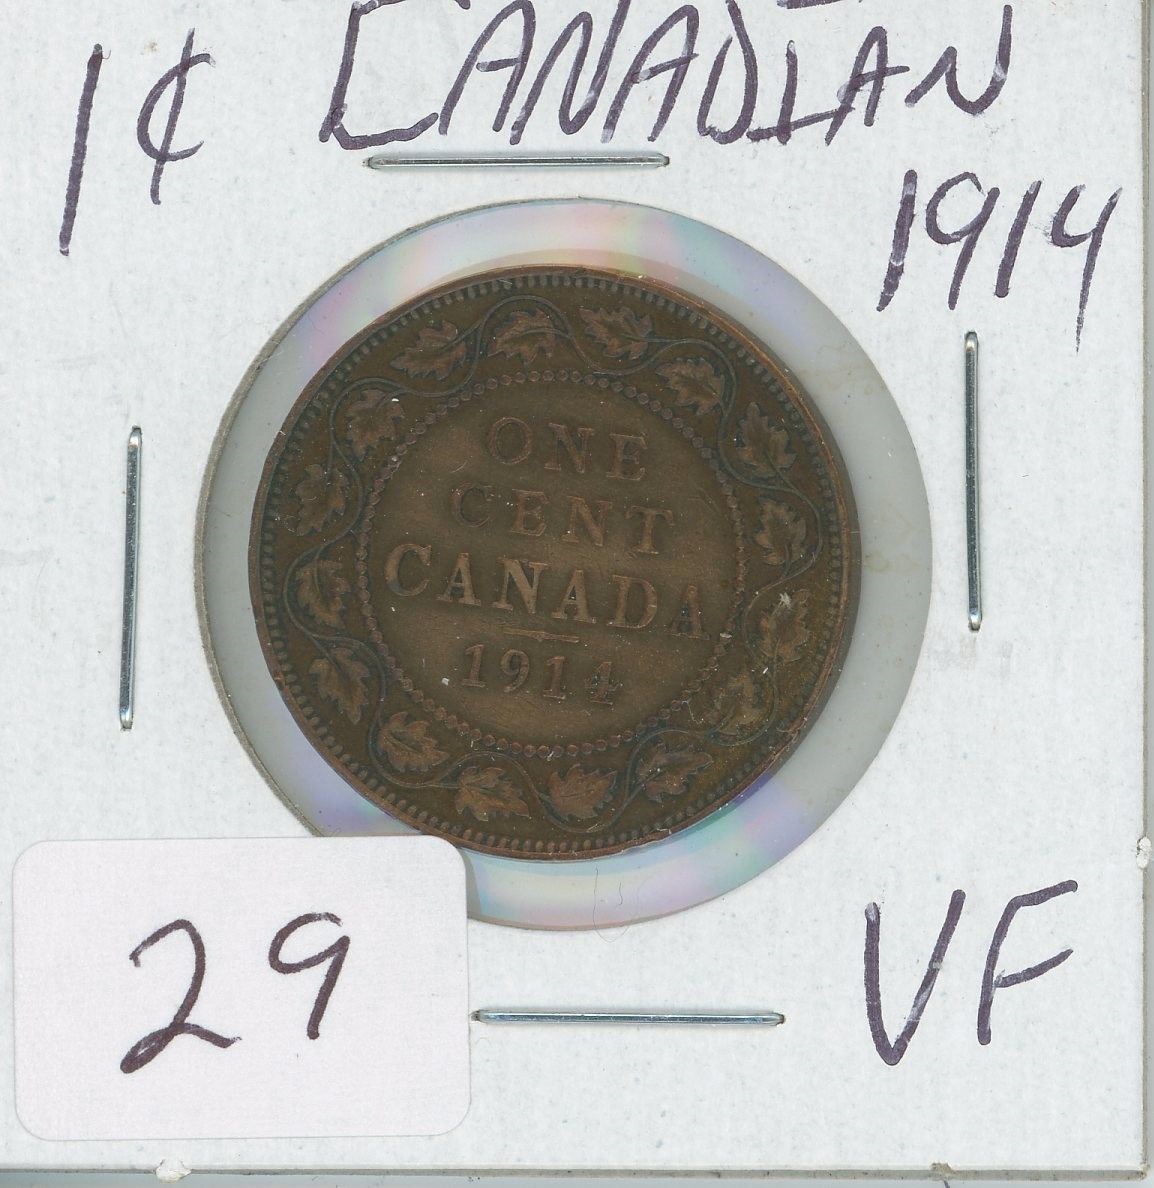 1¢ CANADIAN
1914
ONE
CENT
CANADA
1914
29
VF